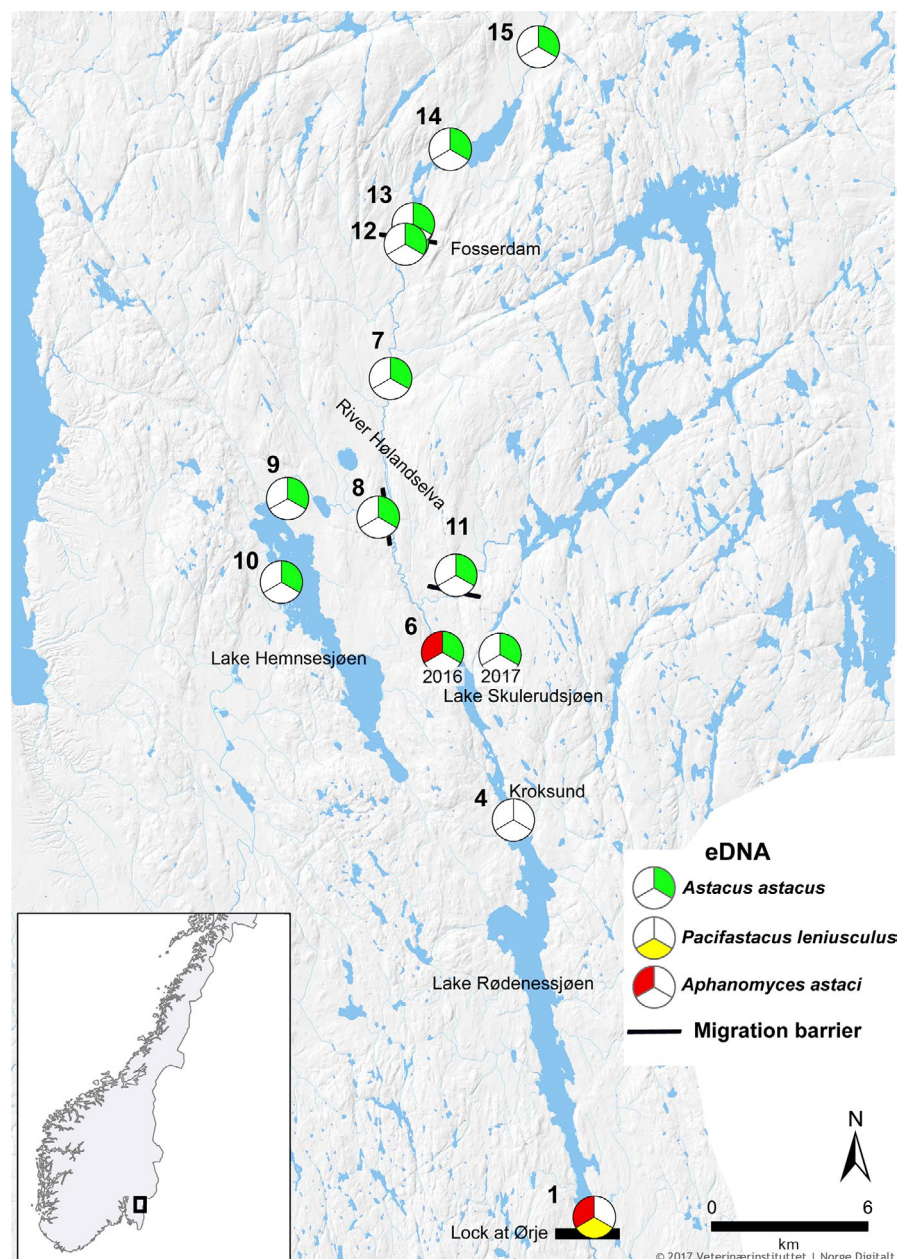 15
14
13
12
Fosserdam
7
River Hølandselva
9
8
11
10
6
2016
2017
Lake Hemnsesjøen
Lake Skulerudsjøen
Kroksund
4
eDNA
Astacus astacus
Pacifastacus leniusculus
Lake Rødenessjøen
Aphanomyces astaci
Migration barrier
N
1
Lock at Ørje
0 6
km
© 2017 Veterinærinstituttet | Norge Digitalt